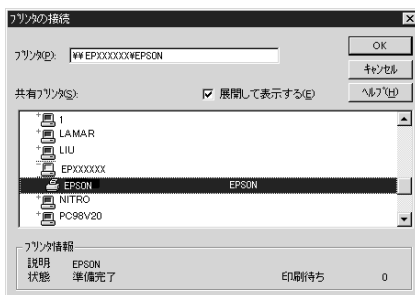 プリンタの接続
プリンタ(P): ¥¥EPXXXXXX¥EPSON
OK
キャンセル
ヘルプ(H)
共有プリンタ(S): 展開して表示する(E)
1
LAMAR
LIU
EPXXXXXX
EPSON EPSON
NITRO
PC98V20
プリンタ情報
説明 EPSON
状態 準備完了 印刷待ち 0